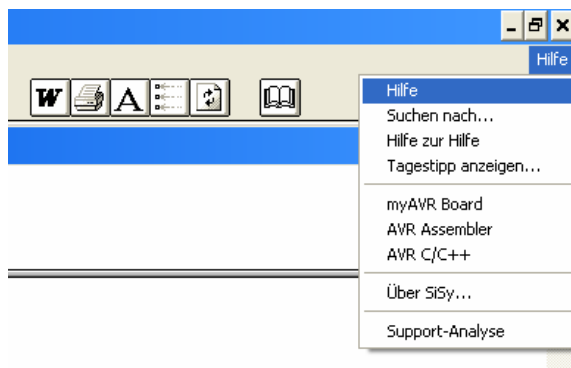 Hilfe
W A
Hilfe
Suchen nach...
Hilfe zur Hilfe
Tagestipp anzeigen...
myAVR Board
AVR Assembler
AVR C/C++
Über SiSy...
Support-Analyse